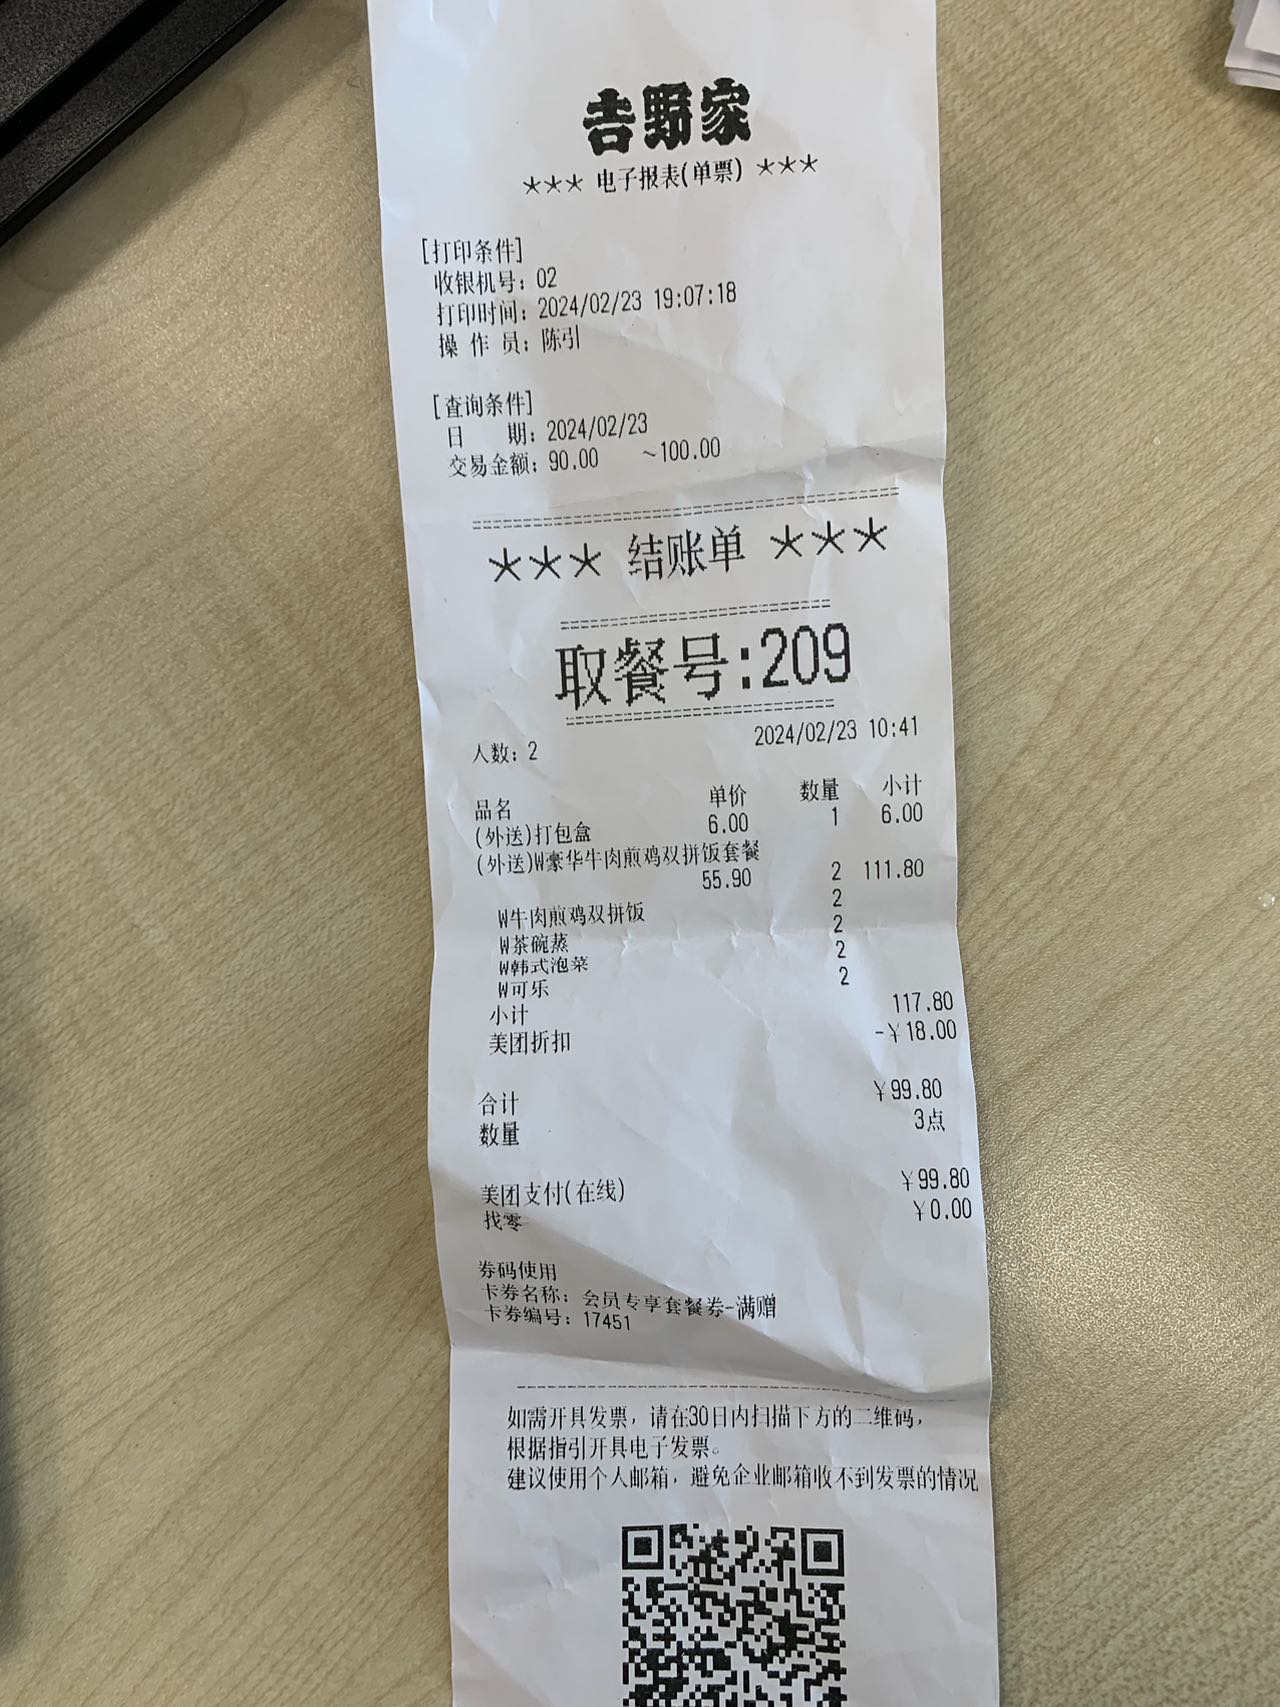 吉野家
*** 电子报表(单票) ***
[打印条件]
收银机号: 02
打印时间: 2024/02/23 19:07:18
操 作 员: 陈引
[查询条件]
日 期: 2024/02/23
交易金额: 90.00 ~100.00
*** 结账单 ***
取餐号:209
人数: 2 2024/02/23 10:41
品名 单价 数量 小计
(外送)打包盒 6.00 1 6.00
(外送)W豪华牛肉煎鸡双拼饭套餐
55.90 2 111.80
W牛肉煎鸡双拼饭 2
W茶碗蒸 2
W韩式泡菜 2
W可乐 2
小计 117.80
美团折扣 -￥18.00
合计 ￥99.80
数量 3点
美团支付(在线) ￥99.80
找零 ￥0.00
券码使用
卡券名称: 会员专享套餐券-满赠
卡券编号: 17451
如需开具发票, 请在30日内扫描下方的二维码,
根据指引开具电子发票。
建议使用个人邮箱, 避免企业邮箱收不到发票的情况